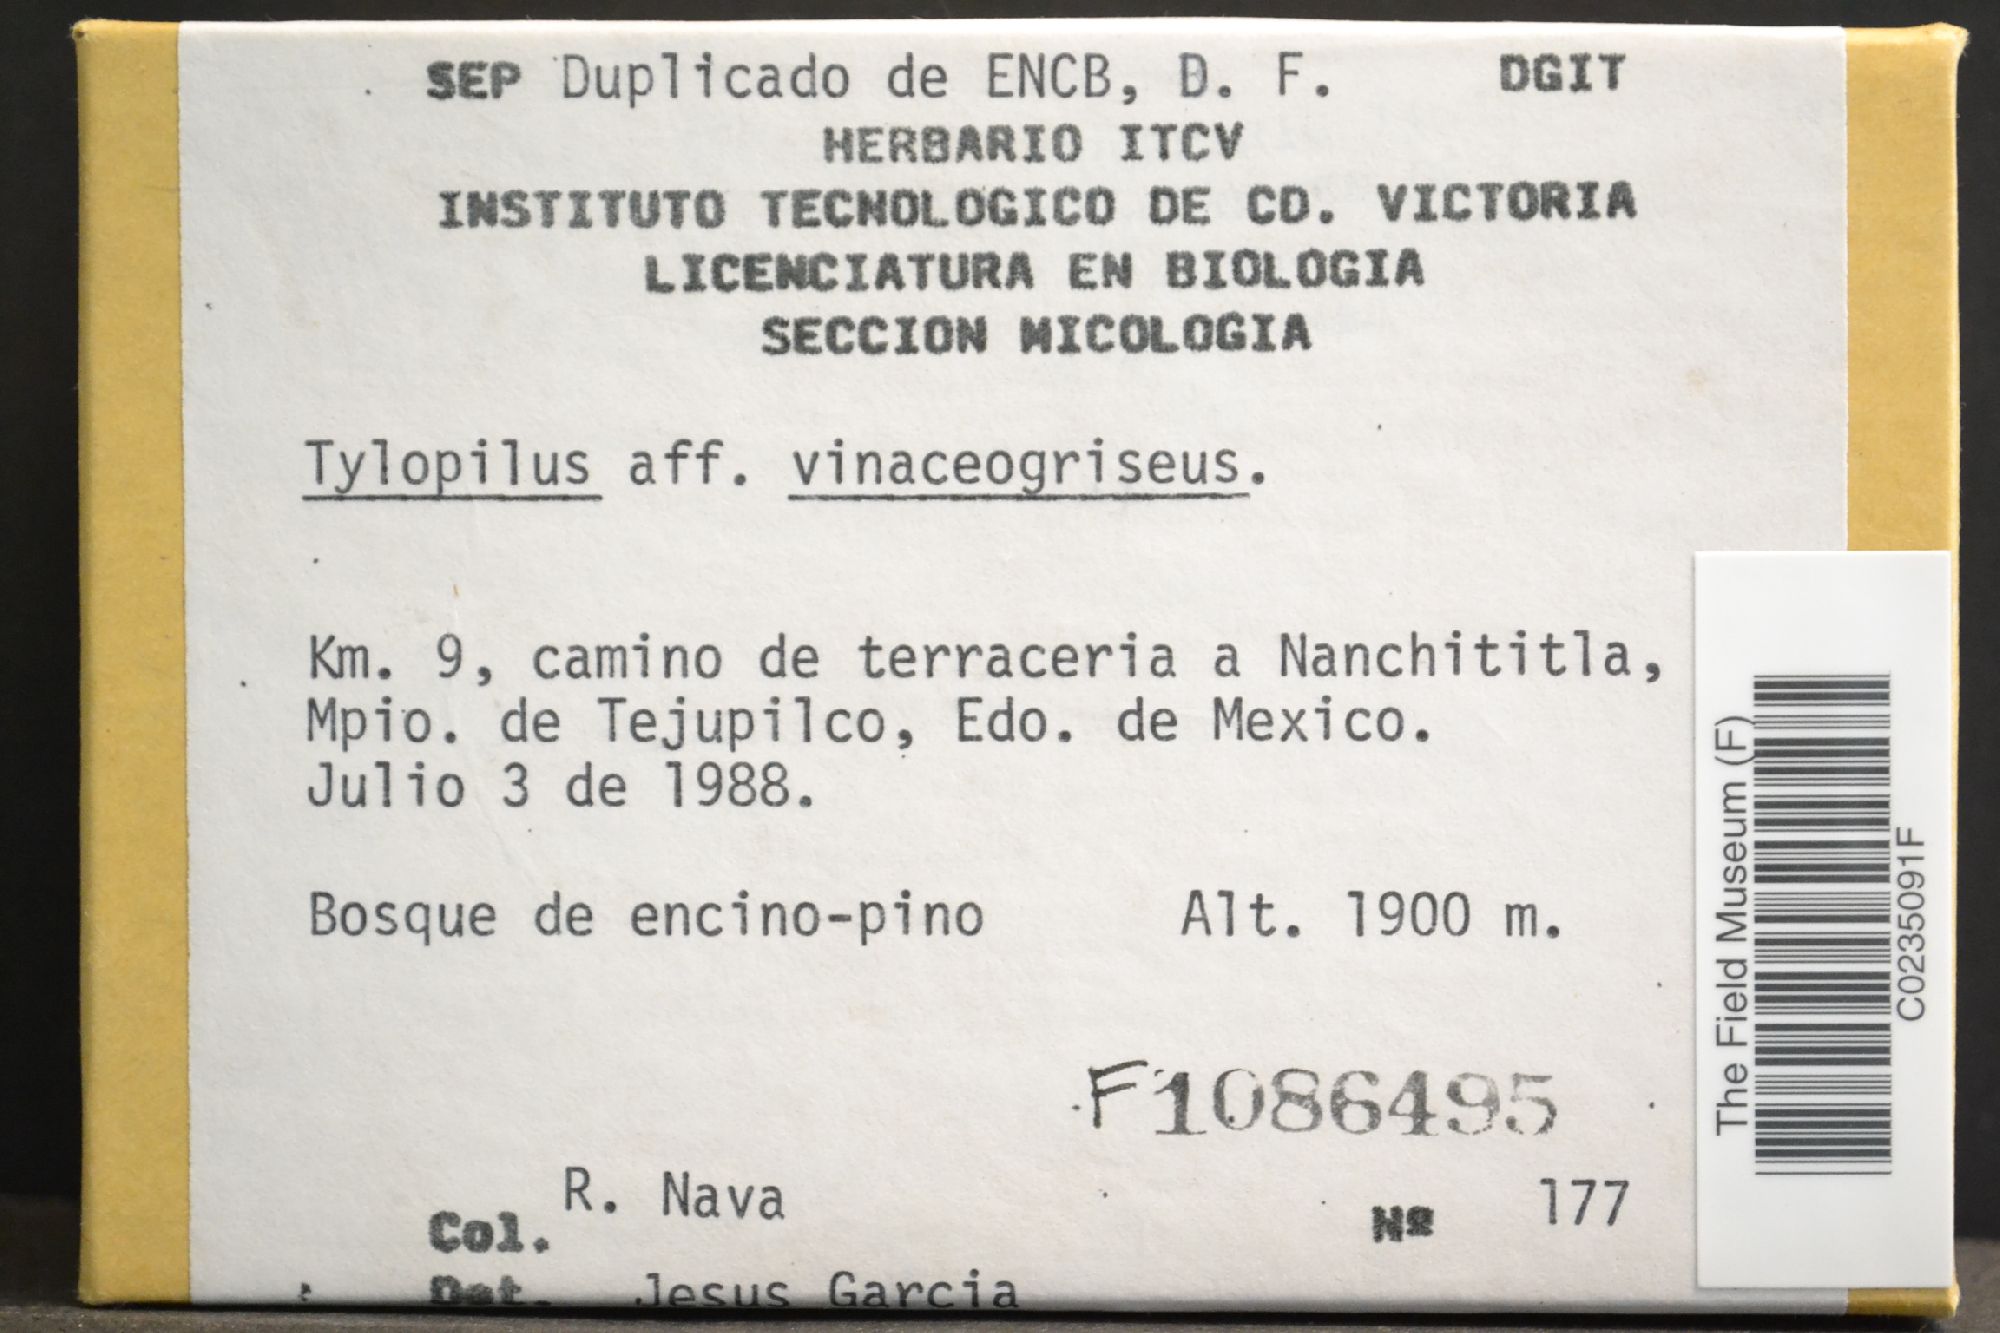 SEP Duplicado de ENCB, D. F. DGIT
HERBARIO ITCV
INSTITUTO TECNOLOGICO DE CD. VICTORIA
LICENCIATURA EN BIOLOGIA
SECCION MICOLOGIA
Tylopilus aff. vinaceogriseus.
Km. 9, camino de terraceria a Nanchititla,
Mpio. de Tejupilco, Edo. de Mexico.
Julio 3 de 1988.
Bosque de encino-pino Alt. 1900 m.
F1086495
Col. R. Nava Nº 177
Det. Jesus Garcia
The Field Museum (F)
C0235091F